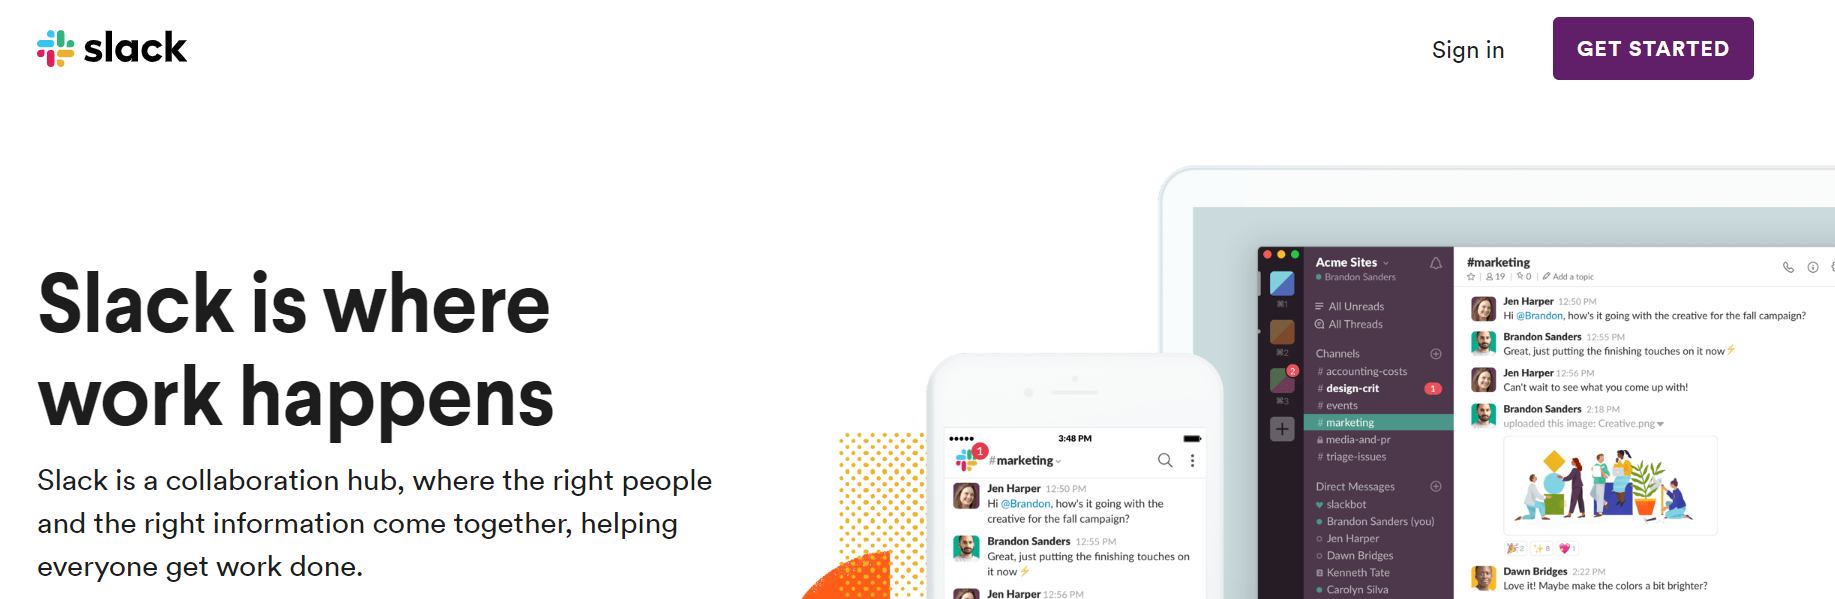 slack
Sign in
GET STARTED
Slack is where
work happens
Slack is a collaboration hub, where the right people
and the right information come together, helping
everyone get work done.
3:48 PM
1
#marketing
Jen Harper 12:50 PM
Hi @Brandon, how's it going with the
creative for the fall campaign?
Brandon Sanders 12:55 PM
Great, just putting the finishing touches on
it now⚡
Jen Harper 12:56 PM
⌘1
⌘2
2
⌘3
Acme Sites
Brandon Sanders
All Unreads
All Threads
Channels
# accounting-costs
# design-crit 1
# events
# marketing
media-and-pr
# triage-issues
Direct Messages
slackbot
Brandon Sanders (you)
Jen Harper
Dawn Bridges
Kenneth Tate
Carolyn Silva
#marketing
19 | 0 | Add a topic
Jen Harper 12:50 PM
Hi @Brandon, how's it going with the creative for the fall campaign?
Brandon Sanders 12:55 PM
Great, just putting the finishing touches on it now⚡
Jen Harper 12:56 PM
Can't wait to see what you come up with!
Brandon Sanders 2:18 PM
uploaded this image: Creative.png
🎉2 ✨8 💖1
Dawn Bridges 2:22 PM
Love it! Maybe make the colors a bit brighter?